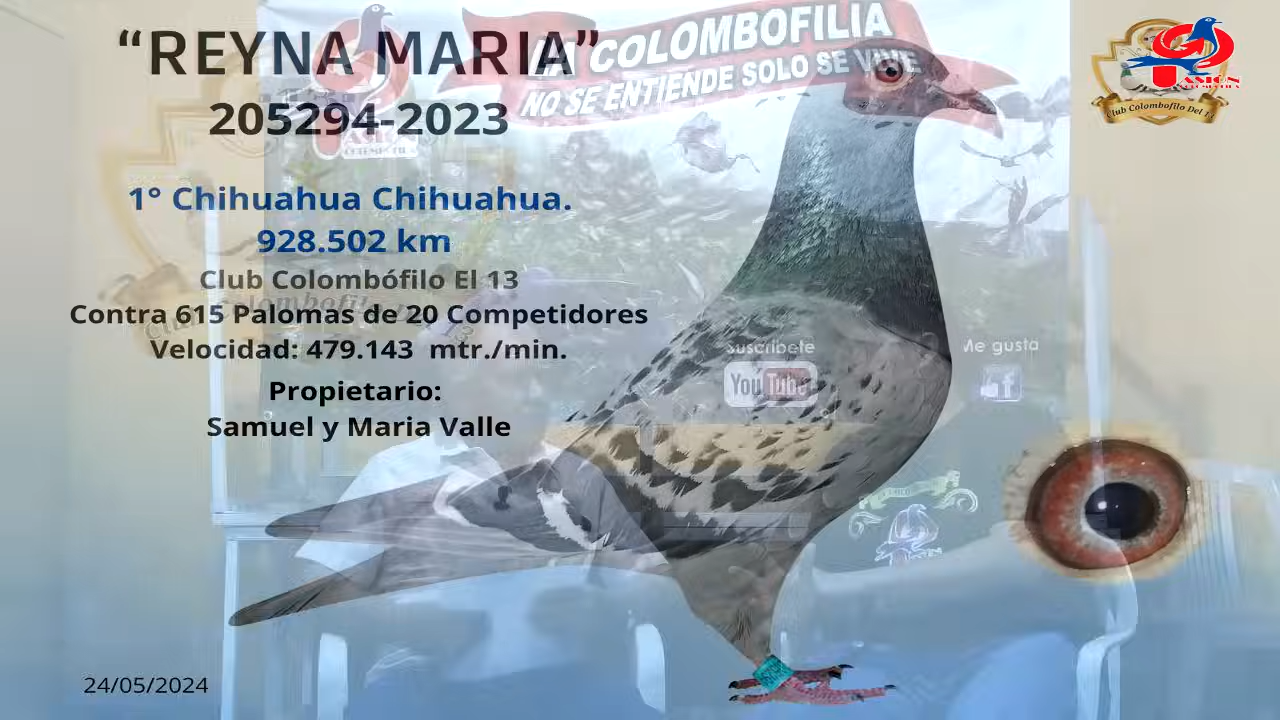 “REYNA MARIA”
205294-2023
1° Chihuahua Chihuahua.
928.502 km
Club Colombófilo El 13
Contra 615 Palomas de 20 Competidores
Velocidad: 479.143 mtr./min.
Propietario:
Samuel y Maria Valle
24/05/2024
LA COLOMBOFILIA
NO SE ENTIENDE SOLO SE VIVE
Suscribete
YouTube
Me gusta
Club Colombofilo Del 13